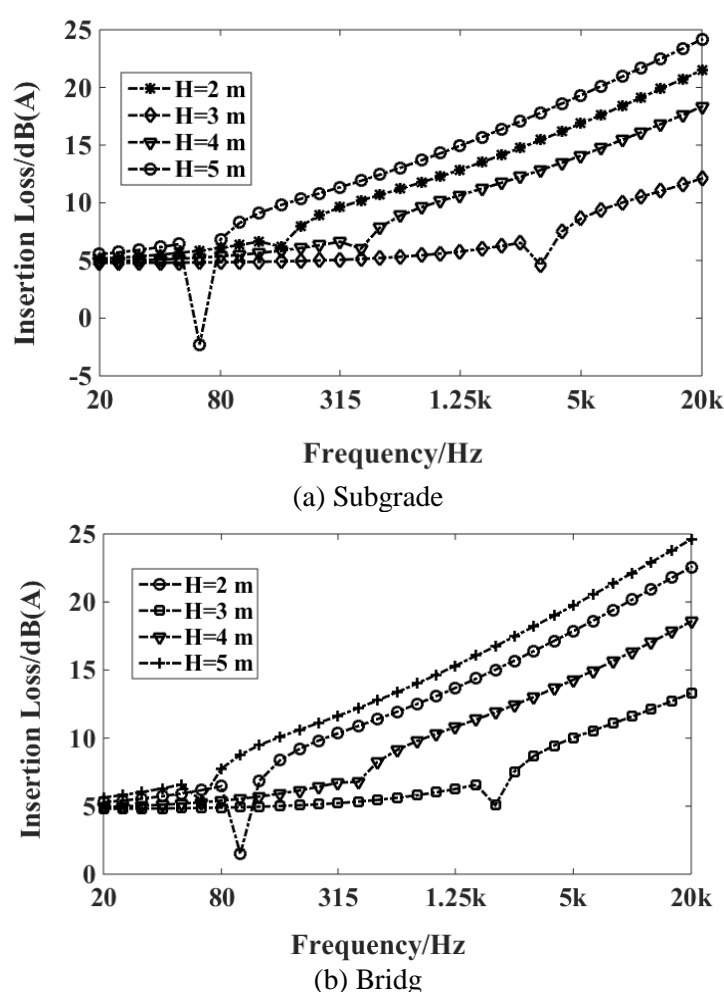 25
20
15
10
5
0
-5
Insertion Loss/dB(A)
H=2 m
H=3 m
H=4 m
H=5 m
20 80 315 1.25k 5k 20k
Frequency/Hz
(a) Subgrade
25
20
15
10
5
0
Insertion Loss/dB(A)
H=2 m
H=3 m
H=4 m
H=5 m
20 80 315 1.25k 5k 20k
Frequency/Hz
(b) Bridg